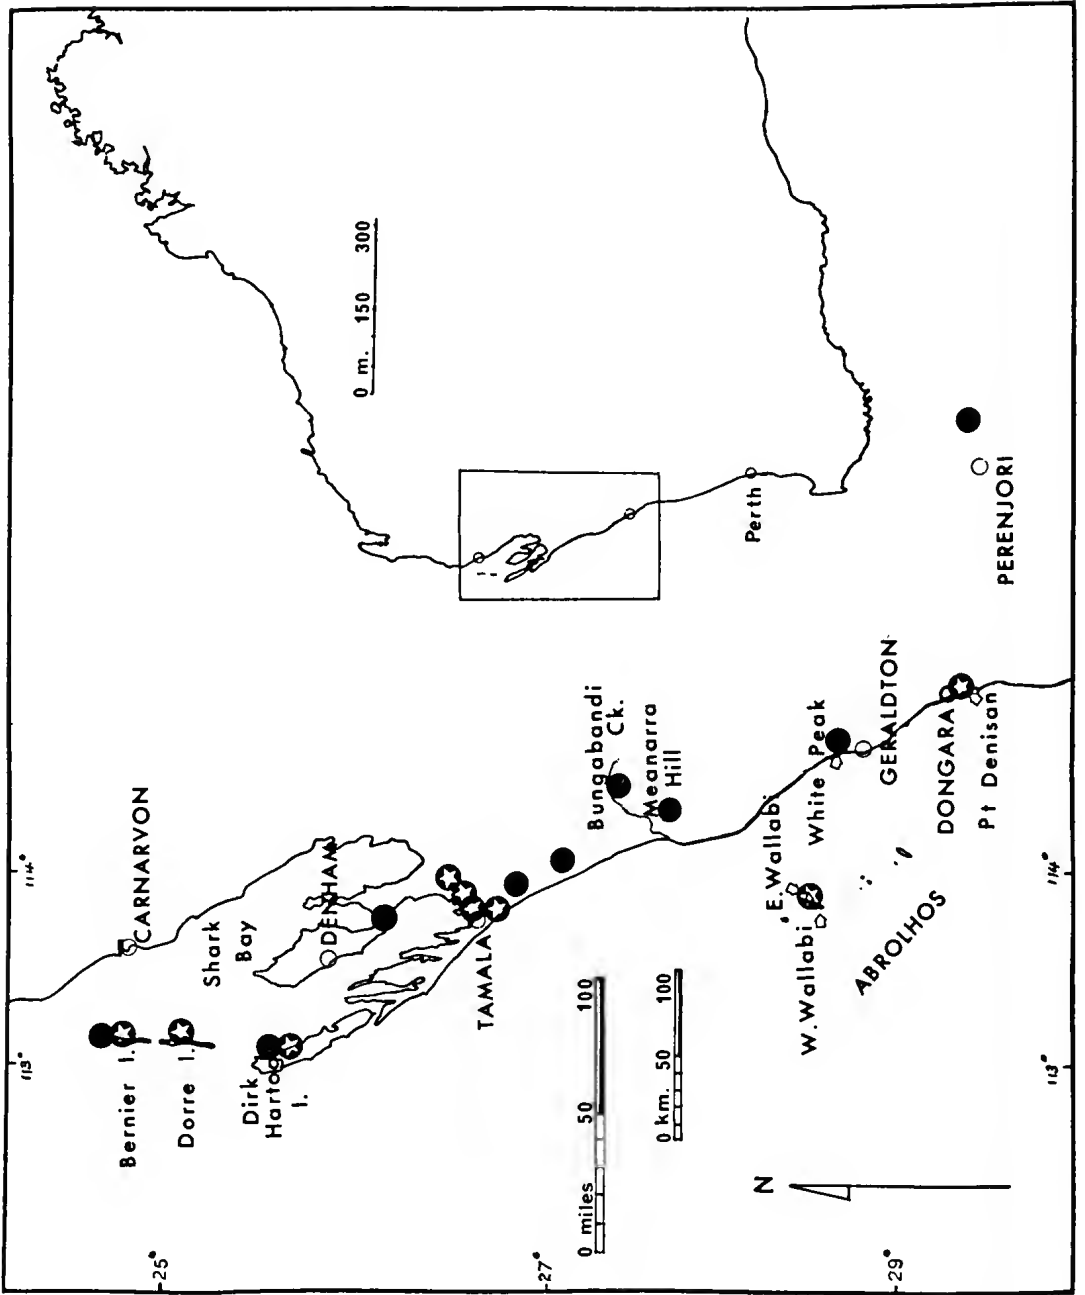 0 m. 150 300
Perth
PERENJORI
114°
113°
CARNARVON
Shark
Bay
DENHAM
Bernier I.
Dorre I.
Dirk
Hartog
I.
TAMALA
Bungabandi
Ck.
Meanarra
Hill
White Peak
GERALDTON
DONGARA
Pt Denisan
E.Wallabi
W.Wallabi
ABROLHOS
114°
113°
0 miles 50 100
0 km. 50 100
N
25°
27°
29°